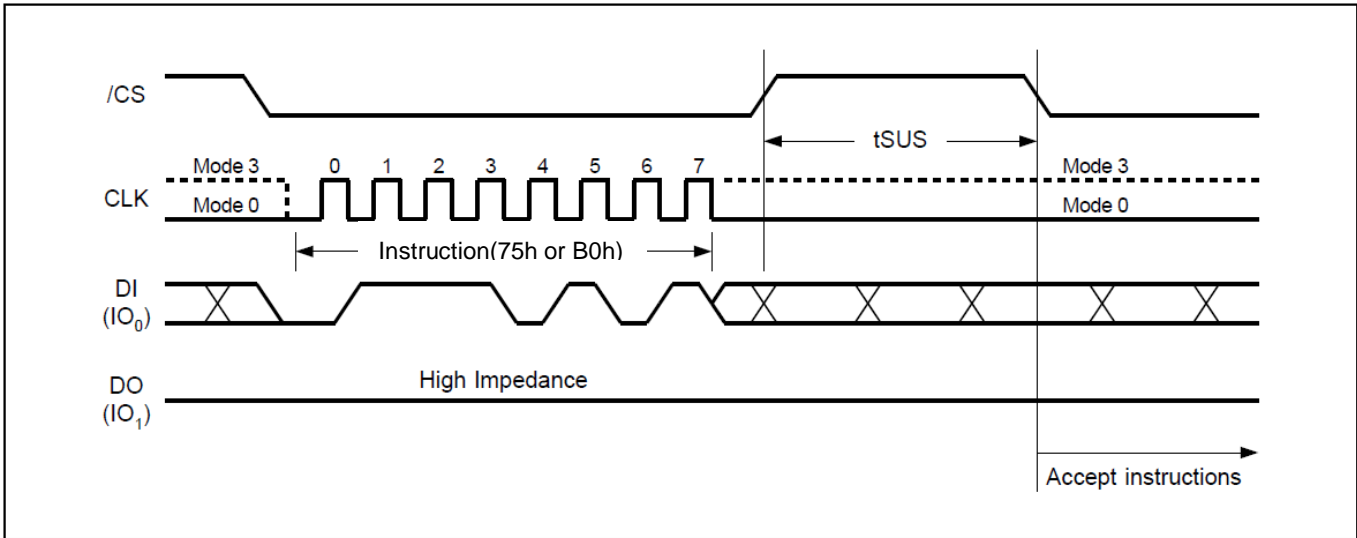 /CS
tSUS
Mode 3 0 1 2 3 4 5 6 7 Mode 3
CLK
Mode 0 Mode 0
Instruction(75h or B0h)
DI
(IO0)
High Impedance
DO
(IO1)
Accept instructions